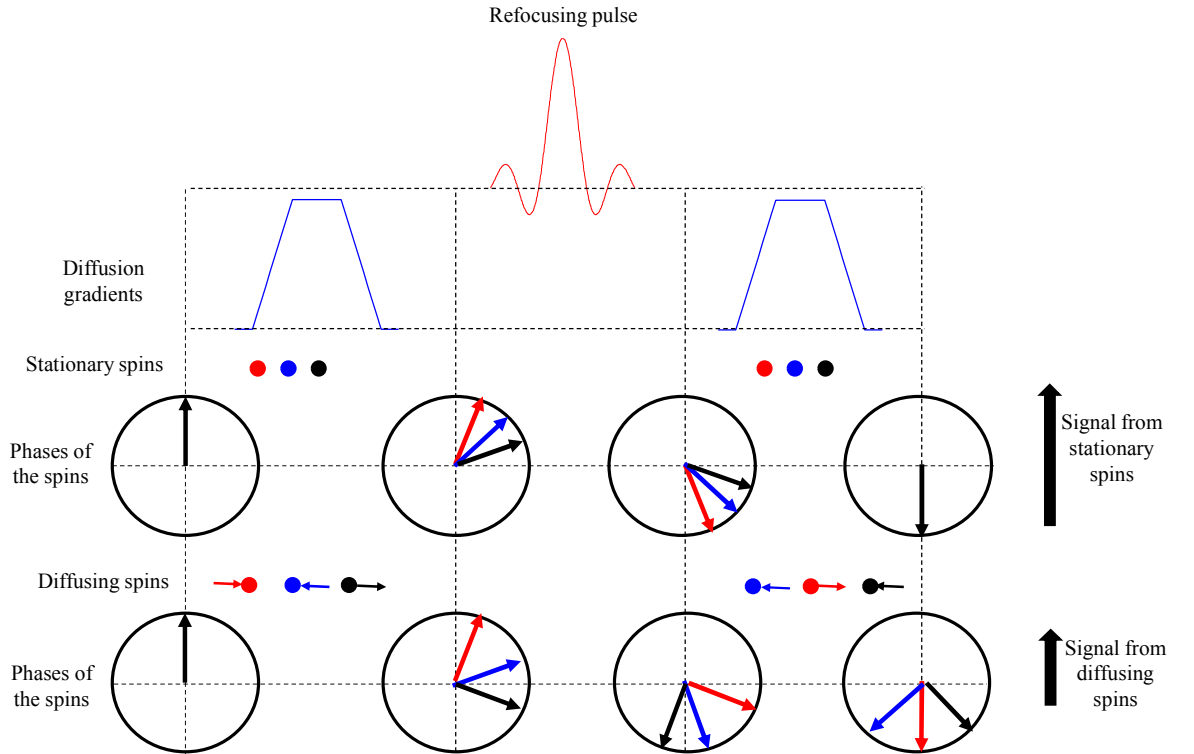 Refocusing pulse
Diffusion
gradients
Stationary spins
Phases of
the spins
Signal from
stationary
spins
Diffusing spins
Phases of
the spins
Signal from
diffusing
spins